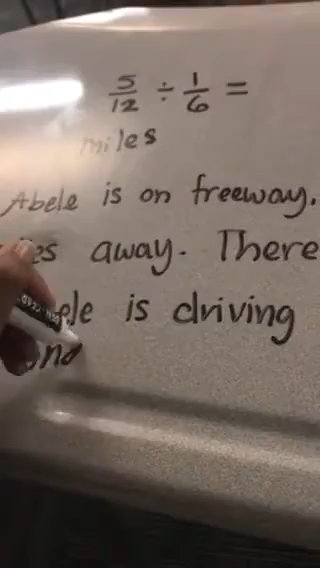 5/12 ÷ 1/6 =
miles
Abele is on freeway.
away. There
is driving